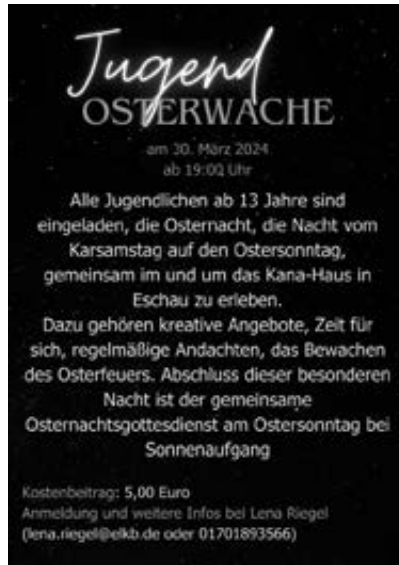 Jugend
OSTERWACHE
am 30. März 2024
ab 19:00 Uhr
Alle Jugendlichen ab 13 Jahre sind
eingeladen, die Osternacht, die Nacht vom
Karsamstag auf den Ostersonntag,
gemeinsam im und um das Kana-Haus in
Eschau zu erleben.
Dazu gehören kreative Angebote, Zeit für
sich, regelmäßige Andachten, das Bewachen
des Osterfeuers. Abschluss dieser besonderen
Nacht ist der gemeinsame
Osternachtsgottesdienst am Ostersonntag bei
Sonnenaufgang
Kostenbeitrag: 5,00 Euro
Anmeldung und weitere Infos bei Lena Riegel
(lena.riegel@elkb.de oder 01701893566)